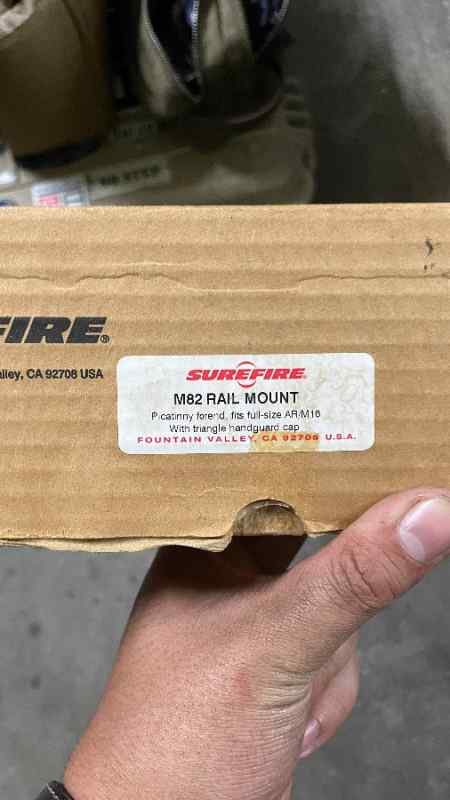 FIRE®
alley, CA 92708 USA
SUREFIRE®
M82 RAIL MOUNT
Picatinny forend, fits full-size AR/M16
With triangle handguard cap
FOUNTAIN VALLEY, CA 92708 U.S.A.